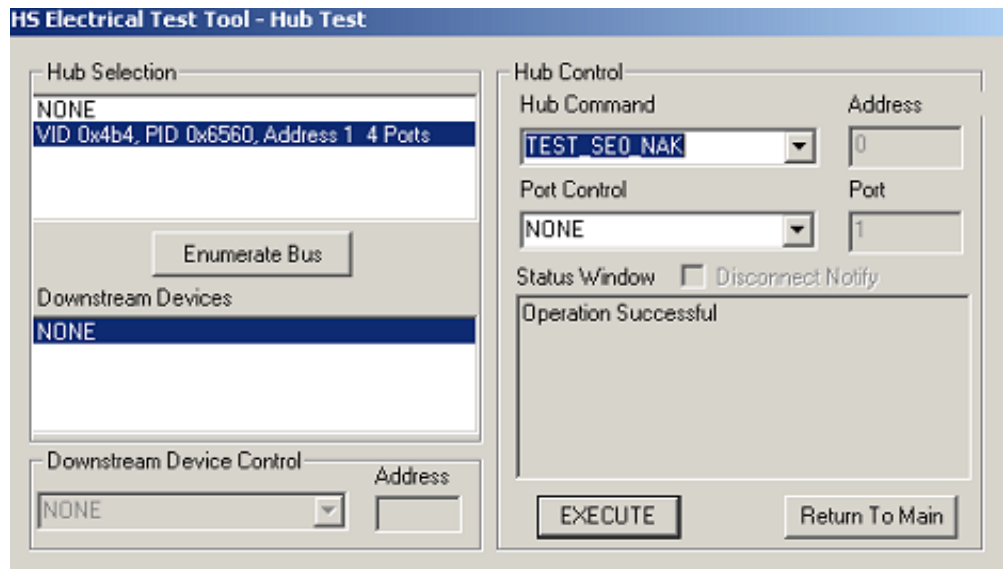 HS Electrical Test Tool - Hub Test
Hub Selection
NONE
VID 0x4b4, PID 0x6560, Address 1 4 Ports
Enumerate Bus
Downstream Devices
NONE
Downstream Device Control
Address
NONE
Hub Control
Hub Command
Address
TEST_SE0_NAK
0
Port Control
Port
NONE
1
Status Window
Disconnect Notify
Operation Successful
EXECUTE
Return To Main